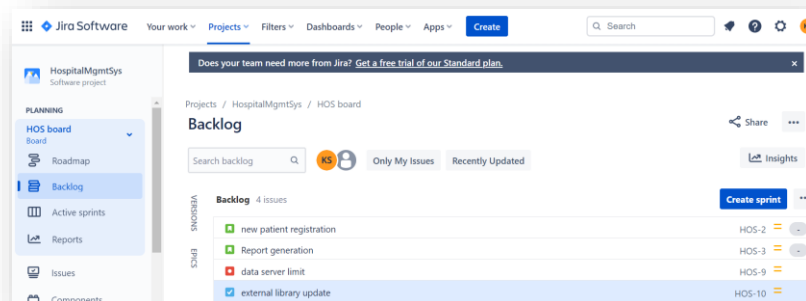 Jira Software Your work Projects Filters Dashboards People Apps Create Search
Does your team need more from Jira? Get a free trial of our Standard plan. ×
HospitalMgmtSys
Software project
PLANNING
HOS board
Board
Roadmap
Backlog
Active sprints
Reports
Issues
Components
Projects / HospitalMgmtSys / HOS board
Backlog
Share
Search backlog KS Only My Issues Recently Updated Insights
VERSIONS
EPICS
Backlog 4 issues Create sprint
new patient registration HOS-2 -
Report generation HOS-3 -
data server limit HOS-9
external library update HOS-10